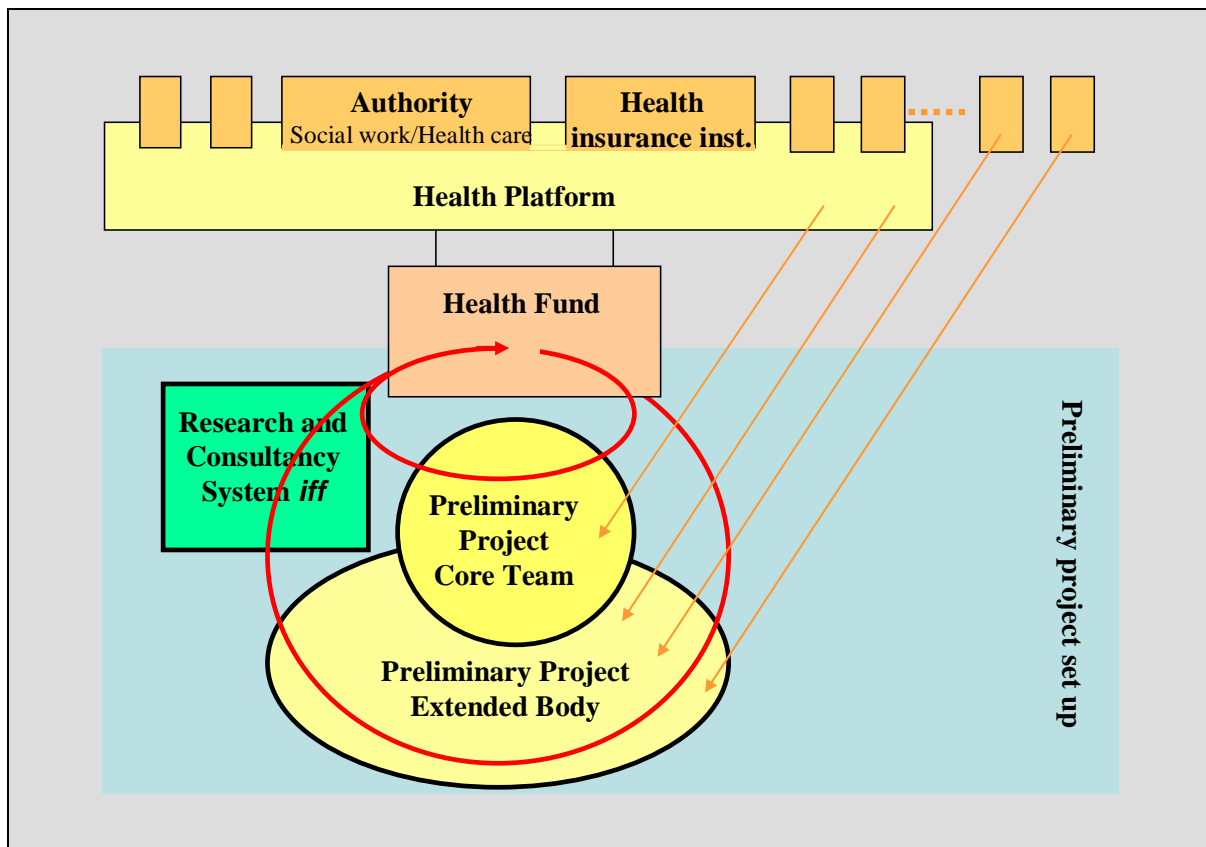 Authority
Social work/Health care
Health
insurance inst.
Health Platform
Health Fund
Research and
Consultancy
System iff
Preliminary
Project
Core Team
Preliminary Project
Extended Body
Preliminary project set up